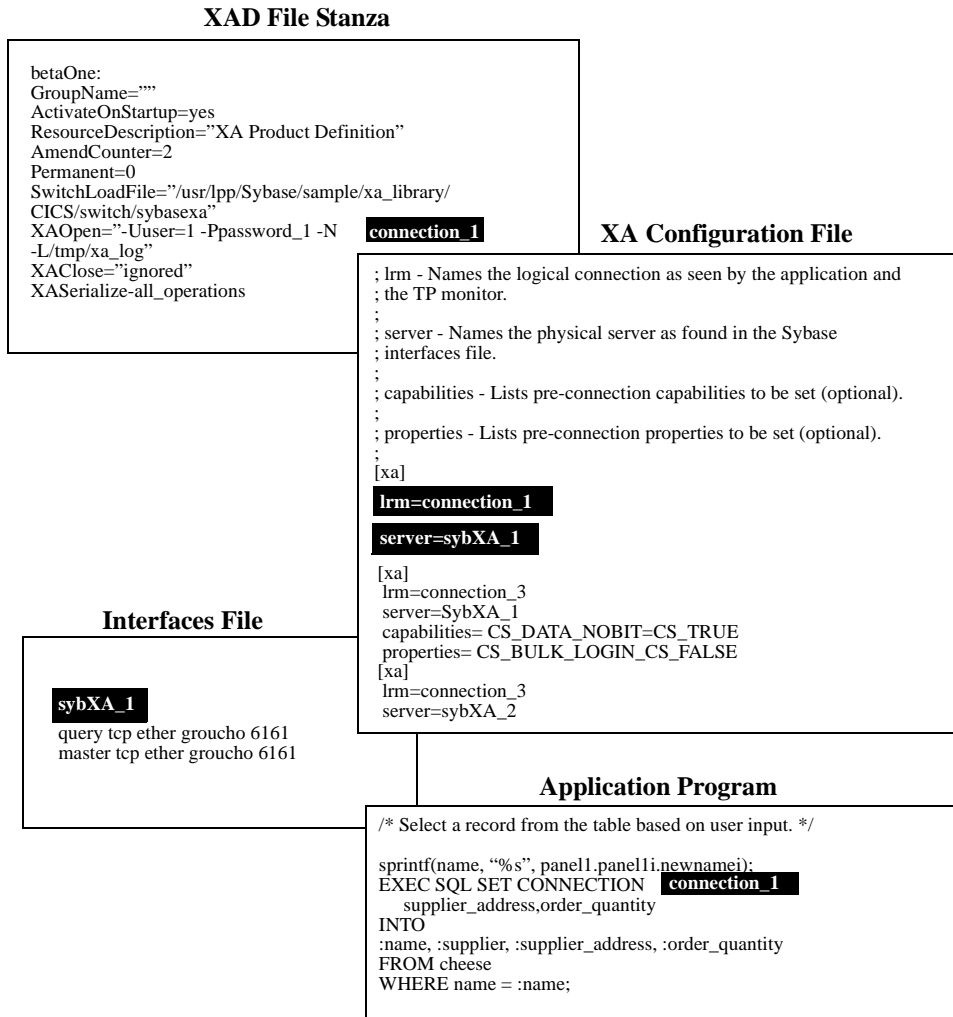 XAD File Stanza
betaOne:
GroupName=””
ActivateOnStartup=yes
ResourceDescription=”XA Product Definition”
AmendCounter=2
Permanent=0
SwitchLoadFile=”/usr/lpp/Sybase/sample/xa_library/
CICS/switch/sybasexa”
XAOpen=”-Uuser=1 -Ppassword_1 -N connection_1
-L/tmp/xa_log”
XAClose=”ignored”
XASerialize-all_operations
XA Configuration File
; lrm - Names the logical connection as seen by the application and
; the TP monitor.
;
; server - Names the physical server as found in the Sybase
; interfaces file.
;
; capabilities - Lists pre-connection capabilities to be set (optional).
;
; properties - Lists pre-connection properties to be set (optional).
;
[xa]
lrm=connection_1
server=sybXA_1
[xa]
lrm=connection_3
server=SybXA_1
capabilities= CS_DATA_NOBIT=CS_TRUE
properties= CS_BULK_LOGIN_CS_FALSE
[xa]
lrm=connection_3
server=sybXA_2
Interfaces File
sybXA_1
query tcp ether groucho 6161
master tcp ether groucho 6161
Application Program
/* Select a record from the table based on user input. */
sprintf(name, “%s”, panel1.panel1i.newnamei);
EXEC SQL SET CONNECTION connection_1
supplier_address,order_quantity
INTO
:name, :supplier, :supplier_address, :order_quantity
FROM cheese
WHERE name = :name;